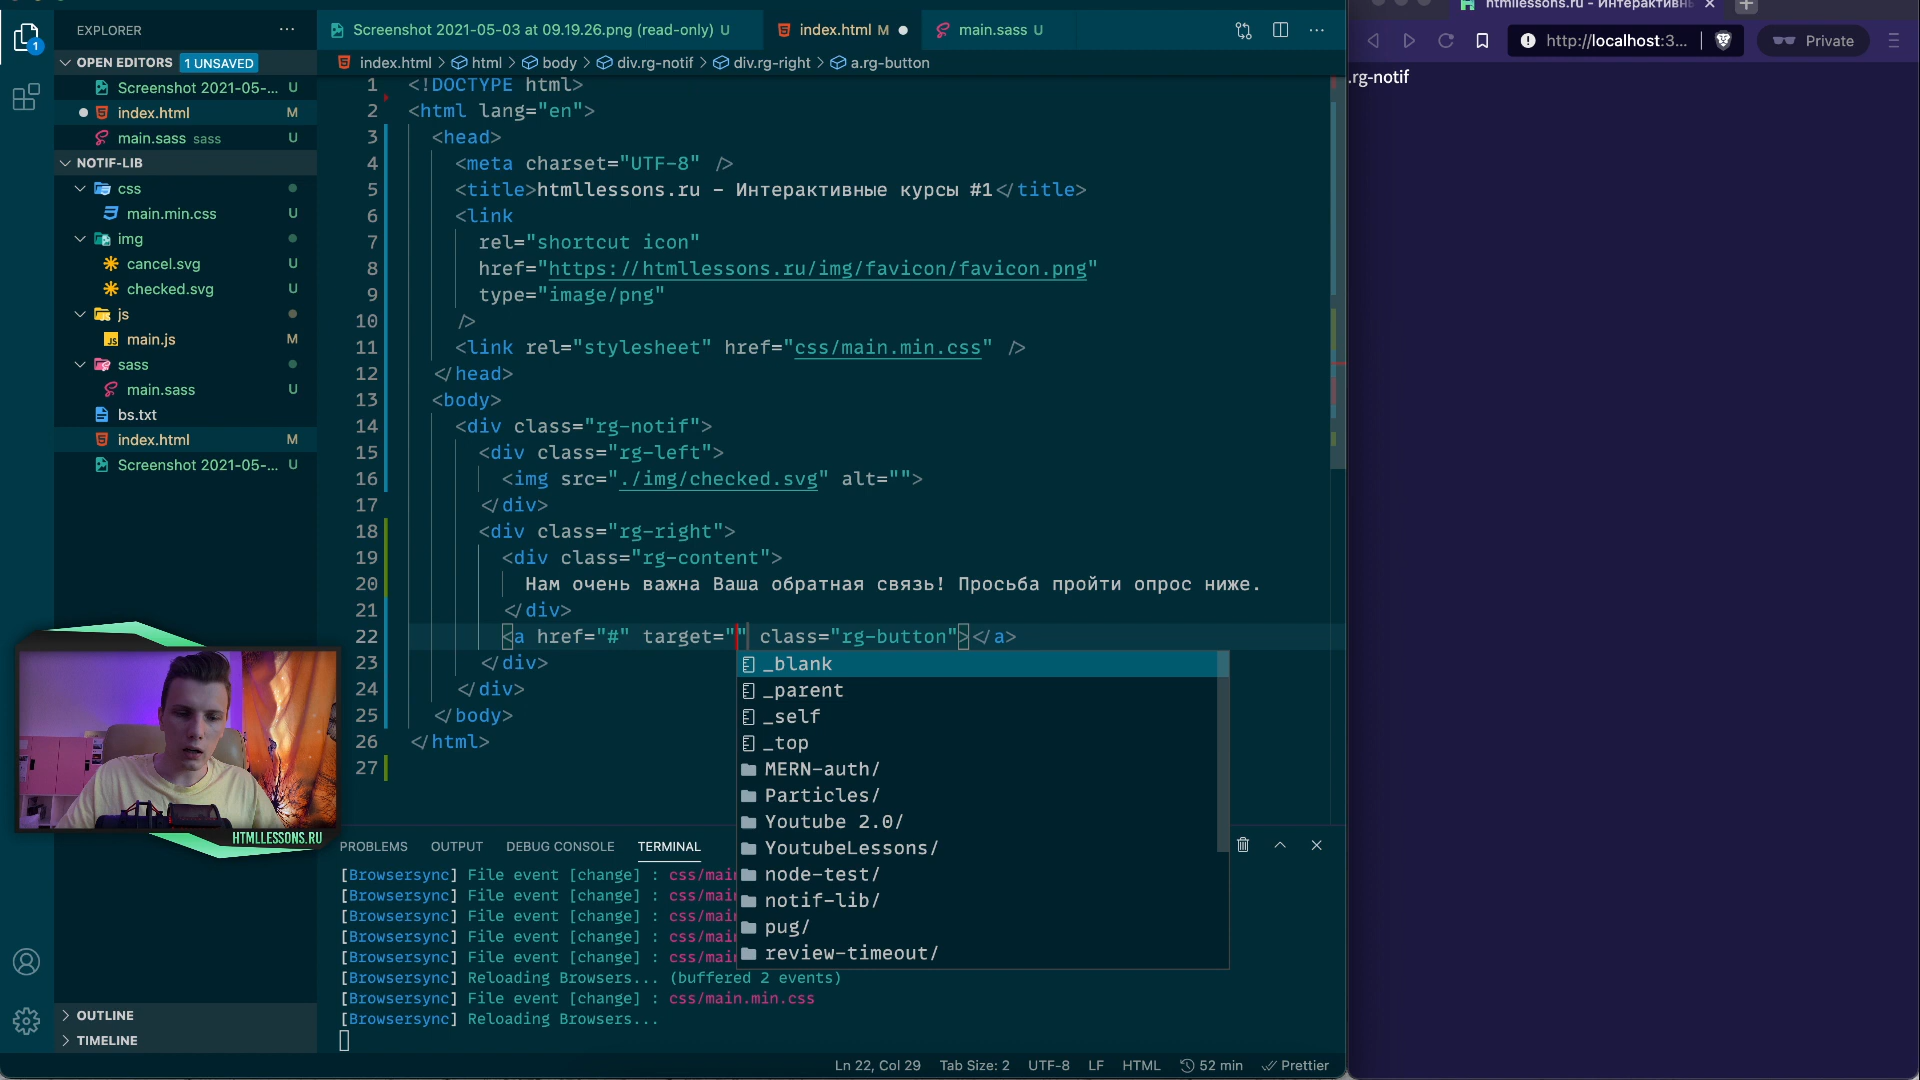 EXPLORER
OPEN EDITORS 1 UNSAVED
Screenshot 2021-05-... U
index.html M
main.sass sass U
NOTIF-LIB
css
main.min.css U
img
cancel.svg U
checked.svg U
js
main.js M
sass
main.sass U
bs.txt
index.html M
Screenshot 2021-05-... U
OUTLINE
TIMELINE
1
HTMLLESSONS.RU
Screenshot 2021-05-03 at 09.19.26.png (read-only) U
index.html M
main.sass U
index.html > html > body > div.rg-notif > div.rg-right > a.rg-button
1 <!DOCTYPE html>
2 <html lang="en">
3 <head>
4 <meta charset="UTF-8" />
5 <title>htmllessons.ru - Интерактивные курсы #1</title>
6 <link
7 rel="shortcut icon"
8 href="https://htmllessons.ru/img/favicon/favicon.png"
9 type="image/png"
10 />
11 <link rel="stylesheet" href="css/main.min.css" />
12 </head>
13 <body>
14 <div class="rg-notif">
15 <div class="rg-left">
16 <img src="./img/checked.svg" alt="">
17 </div>
18 <div class="rg-right">
19 <div class="rg-content">
20 Нам очень важна Ваша обратная связь! Просьба пройти опрос ниже.
21 </div>
22 <a href="#" target="" class="rg-button"></a>
23 </div>
24 </div>
25 </body>
26 </html>
27
_blank
_parent
_self
_top
MERN-auth/
Particles/
Youtube 2.0/
YoutubeLessons/
node-test/
notif-lib/
pug/
review-timeout/
PROBLEMS OUTPUT DEBUG CONSOLE TERMINAL
[Browsersync] File event [change] : css/mai
[Browsersync] File event [change] : css/mai
[Browsersync] File event [change] : css/mai
[Browsersync] File event [change] : css/mai
[Browsersync] File event [change] : css/mai
[Browsersync] Reloading Browsers... (buffered 2 events)
[Browsersync] File event [change] : css/main.min.css
[Browsersync] Reloading Browsers...
Ln 22, Col 29 Tab Size: 2 UTF-8 LF HTML 52 min Prettier
htmllessons.ru - Интерактивн
http://localhost:3... Private
.rg-notif